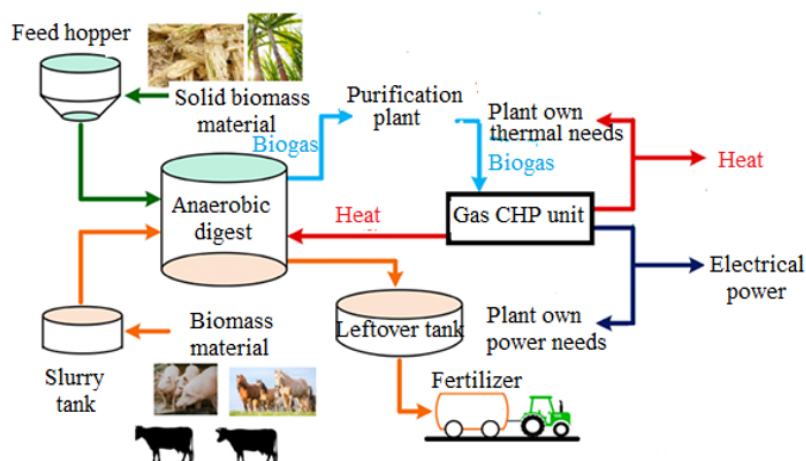 Feed hopper
Solid biomass
material
Purification
plant
Plant own
thermal needs
Biogas
Biogas
Heat
Anaerobic
digest
Heat
Gas CHP unit
Electrical
power
Biomass
material
Leftover tank
Plant own
power needs
Slurry
tank
Fertilizer